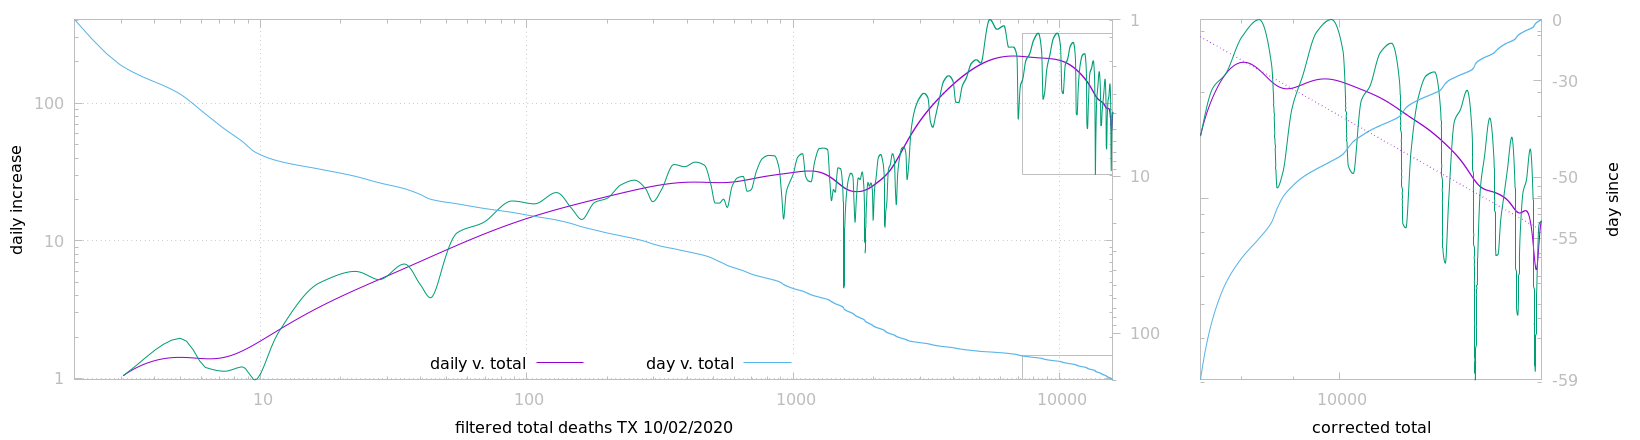 1
0
100
-30
daily increase
10
-50
day since
10
-55
100
daily v. total
day v. total
1
-59
10
100
1000
10000
10000
filtered total deaths TX 10/02/2020
corrected total